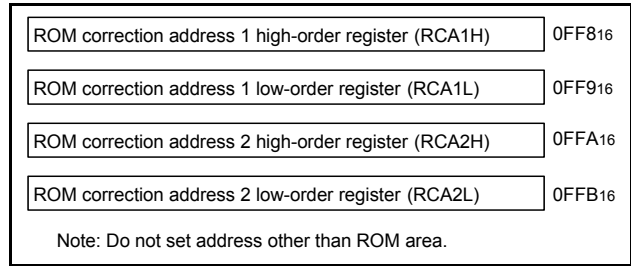 ROM correction address 1 high-order register (RCA1H) 0FF816
ROM correction address 1 low-order register (RCA1L) 0FF916
ROM correction address 2 high-order register (RCA2H) 0FFA16
ROM correction address 2 low-order register (RCA2L) 0FFB16
Note: Do not set address other than ROM area.